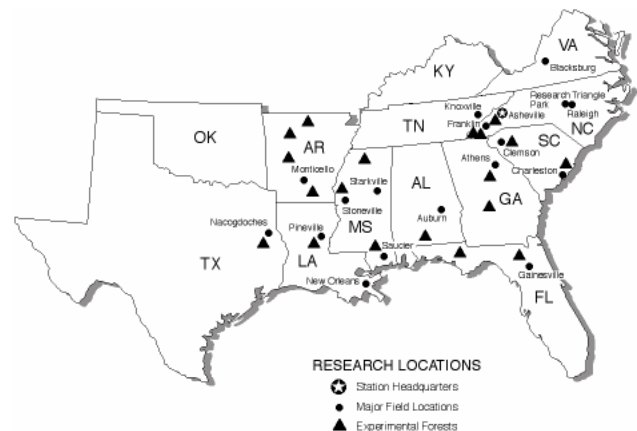 VA
Blacksburg
KY
Research Triangle
Park
Raleigh
NC
Knoxville
Asheville
TN
Franklin
OK
AR
SC
Clemson
Monticello
Athens
Charleston
Starkville
AL
Stoneville
GA
Auburn
Nacogdoches
Pineville
MS
Saucier
TX
LA
New Orleans
Gainesville
FL
RESEARCH LOCATIONS
Station Headquarters
Major Field Locations
Experimental Forests